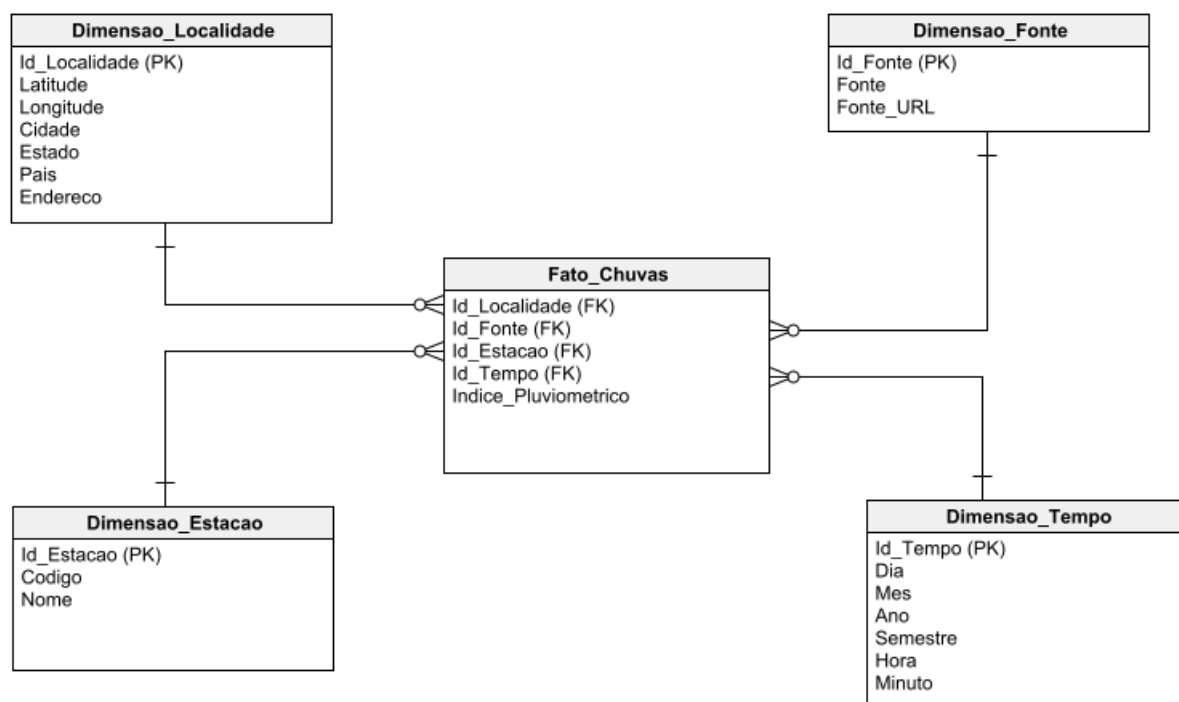 Dimensao_Localidade
Id_Localidade (PK)
Latitude
Longitude
Cidade
Estado
Pais
Endereco
Dimensao_Fonte
Id_Fonte (PK)
Fonte
Fonte_URL
Fato_Chuvas
Id_Localidade (FK)
Id_Fonte (FK)
Id_Estacao (FK)
Id_Tempo (FK)
Indice_Pluviometrico
Dimensao_Estacao
Id_Estacao (PK)
Codigo
Nome
Dimensao_Tempo
Id_Tempo (PK)
Dia
Mes
Ano
Semestre
Hora
Minuto